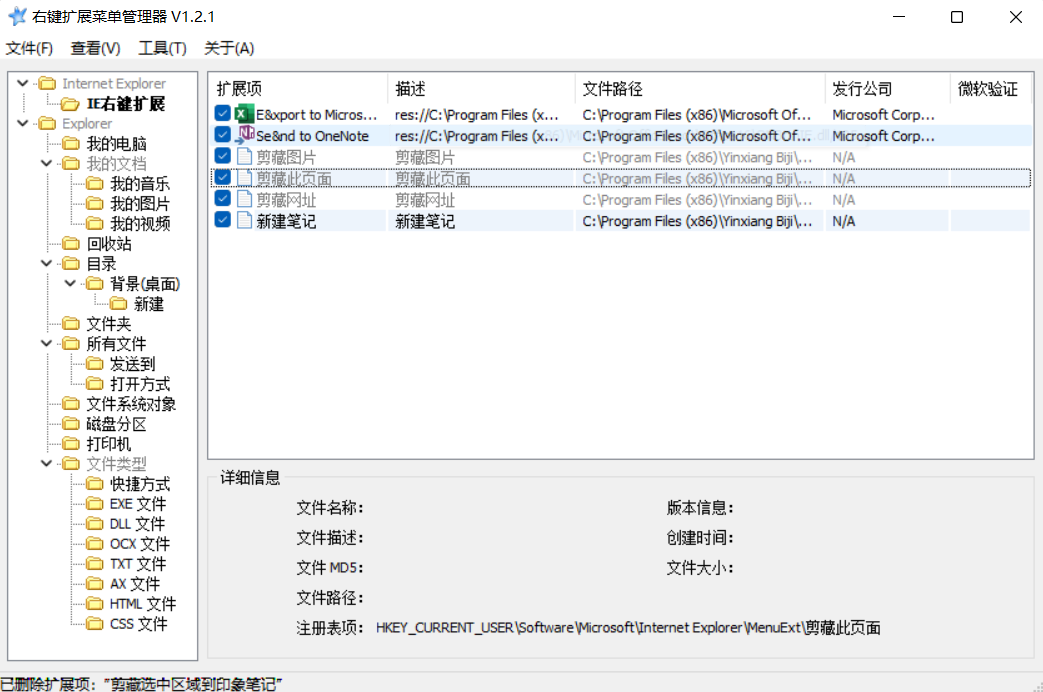 右键扩展菜单管理器 V1.2.1
文件(F) 查看(V) 工具(T) 关于(A)
Internet Explorer
IE右键扩展
Explorer
我的电脑
我的文档
我的音乐
我的图片
我的视频
回收站
目录
背景(桌面)
新建
文件夹
所有文件
发送到
打开方式
文件系统对象
磁盘分区
打印机
文件类型
快捷方式
EXE 文件
DLL 文件
OCX 文件
TXT 文件
AX 文件
HTML 文件
CSS 文件
扩展项 描述 文件路径 发行公司 微软验证
E&xport to Micros... res://C:\Program Files (x... C:\Program Files (x86)\Microsoft Of... Microsoft Corp...
Se&nd to OneNote res://C:\Program Files (x... C:\Program Files (x86)\Microsoft Of... Microsoft Corp...
剪藏图片 剪藏图片 C:\Program Files (x86)\Yinxiang Biji\... N/A
剪藏此页面 剪藏此页面 C:\Program Files (x86)\Yinxiang Biji\... N/A
剪藏网址 剪藏网址 C:\Program Files (x86)\Yinxiang Biji\... N/A
新建笔记 新建笔记 C:\Program Files (x86)\Yinxiang Biji\... N/A
详细信息
文件名称： 版本信息：
文件描述： 创建时间：
文件 MD5： 文件大小：
文件路径：
注册表项： HKEY_CURRENT_USER\Software\Microsoft\Internet Explorer\MenuExt\剪藏此页面
已删除扩展项："剪藏选中区域到印象笔记"